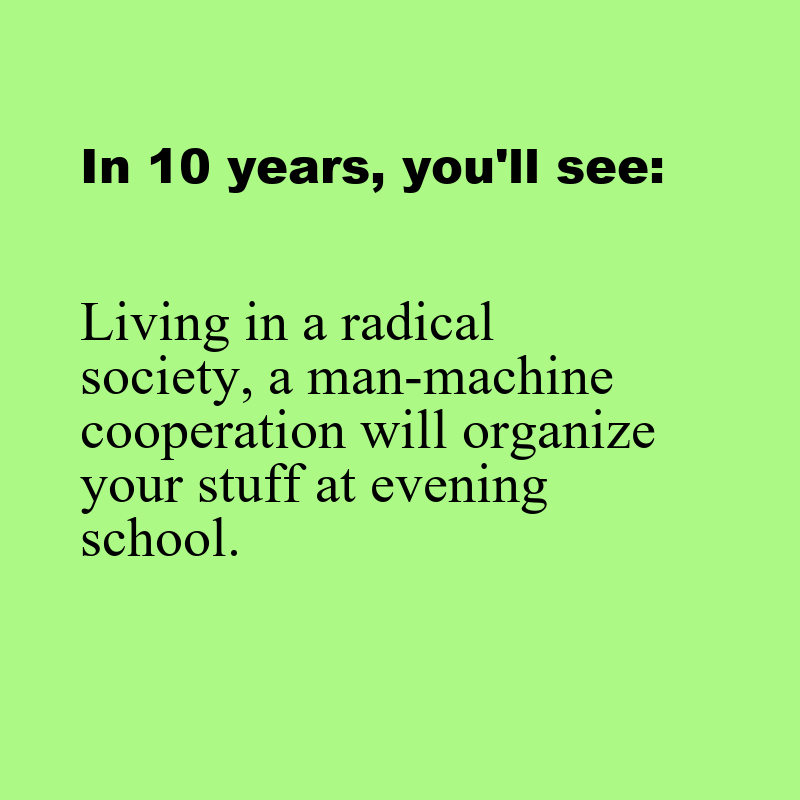 In 10 years, you'll see:
Living in a radical
society, a man-machine
cooperation will organize
your stuff at evening
school.